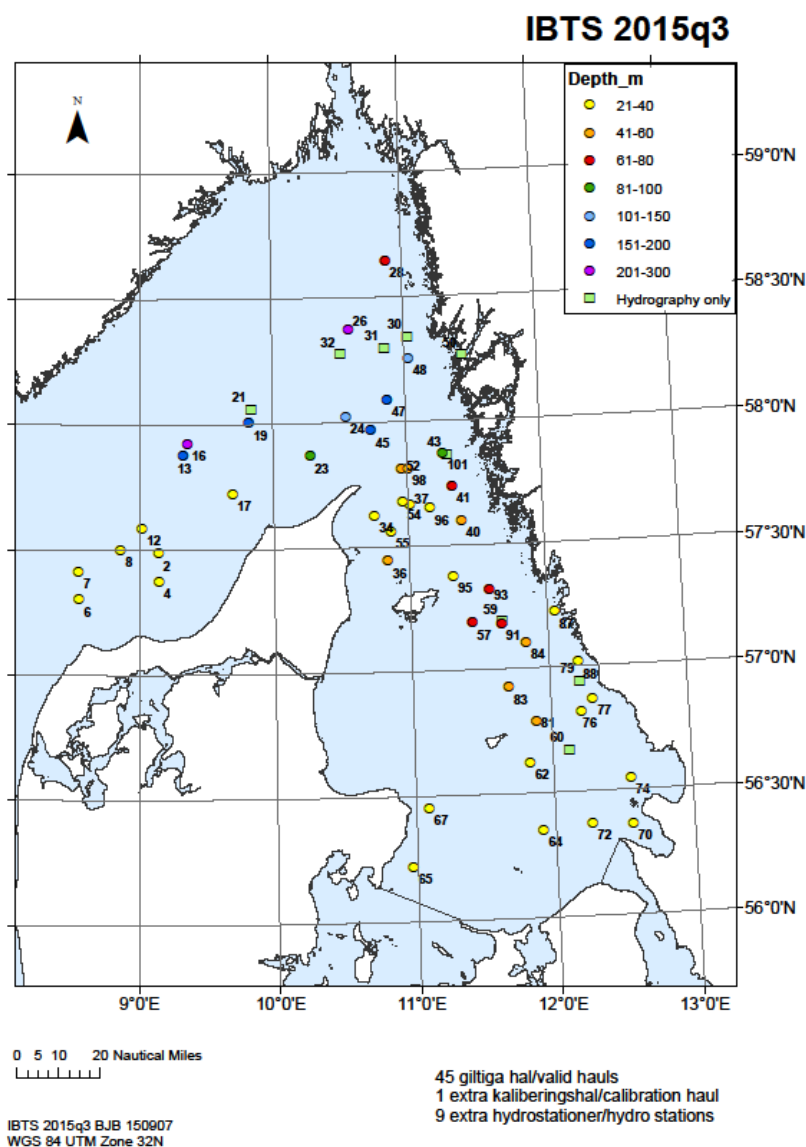 IBTS 2015q3
N
Depth_m
21-40
41-60
61-80
81-100
101-150
151-200
201-300
Hydrography only
59°0'N
58°30'N
58°0'N
57°30'N
57°0'N
56°30'N
56°0'N
28
26
30
31
32
48
21
47
19
24
45
43
16
13
23
52
98
101
41
17
37
54
96
40
34
55
12
8
2
36
7
4
95
93
6
59
87
57
91
84
79
88
83
77
76
81
60
62
74
67
64
72
70
65
9°0'E
10°0'E
11°0'E
12°0'E
13°0'E
0 5 10 20 Nautical Miles
45 giltiga hal/valid hauls
1 extra kaliberingshal/calibration haul
9 extra hydrostationer/hydro stations
IBTS 2015q3 BJB 150907
WGS 84 UTM Zone 32N